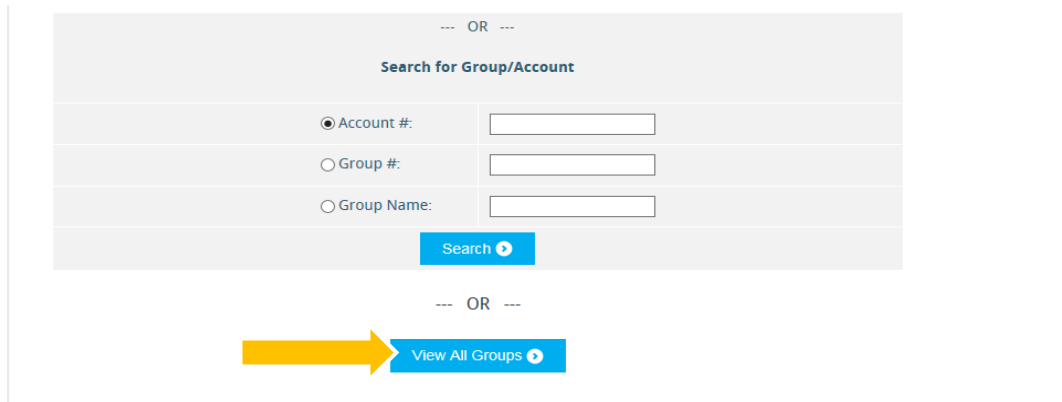 --- OR ---
Search for Group/Account
Account #:
Group #:
Group Name:
Search
--- OR ---
View All Groups